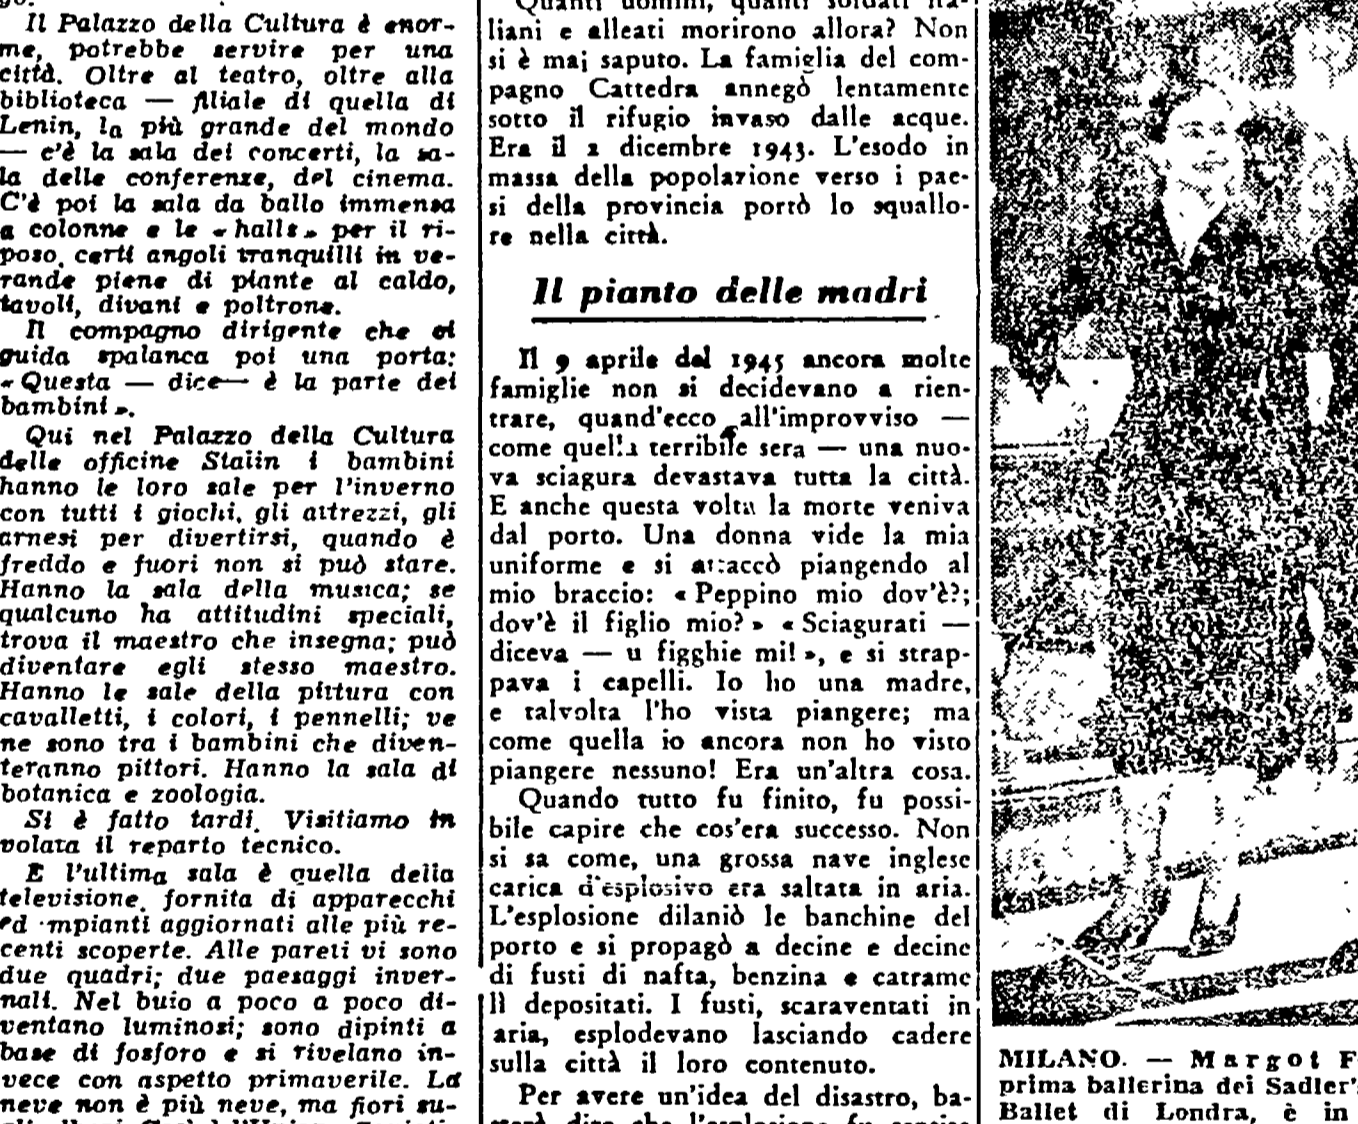 Il Palazzo della Cultura è enor-
me, potrebbe servire per una
città. Oltre al teatro, oltre alla
biblioteca — filiale di quella di
Lenin, la più grande del mondo
— c'è la sala dei concerti, la sa-
la delle conferenze, del cinema.
C'è poi la sala da ballo immensa
a colonne e le «halls» per il ri-
poso, certi angoli tranquilli in ve-
rande piene di piante al caldo,
tavoli, divani e poltrone.
Il compagno dirigente che ci
guida spalanca poi una porta:
«Questa — dice — è la parte dei
bambini».
Qui nel Palazzo della Cultura
delle officine Stalin i bambini
hanno le loro sale per l'inverno
con tutti i giochi, gli attrezzi, gli
arnesi per divertirsi, quando è
freddo e fuori non si può stare.
Hanno la sala della musica; se
qualcuno ha attitudini speciali,
trova il maestro che insegna; può
diventare egli stesso maestro.
Hanno le sale della pittura con
cavalletti, i colori, i pennelli; ve
ne sono tra i bambini che diven-
teranno pittori. Hanno la sala di
botanica e zoologia.
Si è fatto tardi. Visitiamo in
volata il reparto tecnico.
E l'ultima sala è quella della
televisione, fornita di apparecchi
ed impianti aggiornati alle più re-
centi scoperte. Alle pareti vi sono
due quadri; due paesaggi inver-
nali. Nel buio a poco a poco di-
ventano luminosi; sono dipinti a
base di fosforo e si rivelano in-
vece con aspetto primaverile. La
neve non è più neve, ma fiori su-
Quanti uomini, quanti soldati ita-
liani e alleati morirono allora? Non
si è mai saputo. La famiglia del com-
pagno Cattedra annegò lentamente
sotto il rifugio invaso dalle acque.
Era il 2 dicembre 1943. L'esodo in
massa della popolazione verso i pae-
si della provincia portò lo squallo-
re nella città.
Il pianto delle madri
Il 9 aprile del 1945 ancora molte
famiglie non si decidevano a rien-
trare, quand'ecco all'improvviso —
come quella terribile sera — una nuo-
va sciagura devastava tutta la città.
E anche questa volta la morte veniva
dal porto. Una donna vide la mia
uniforme e si attaccò piangendo al
mio braccio: «Peppino mio dov'è?;
dov'è il figlio mio?» «Sciagurati —
diceva — u figghie mi!», e si strap-
pava i capelli. Io ho una madre,
e talvolta l'ho vista piangere; ma
come quella io ancora non ho visto
piangere nessuno! Era un'altra cosa.
Quando tutto fu finito, fu possi-
bile capire che cos'era successo. Non
si sa come, una grossa nave inglese
carica d'esplosivo era saltata in aria.
L'esplosione dilaniò le banchine del
porto e si propagò a decine e decine
di fusti di nafta, benzina e catrame
lì depositati. I fusti, scaraventati in
aria, esplodevano lasciando cadere
sulla città il loro contenuto.
Per avere un'idea del disastro, ba-
MILANO. — Margot F
prima ballerina dei Sadler'
Ballet di Londra, è in